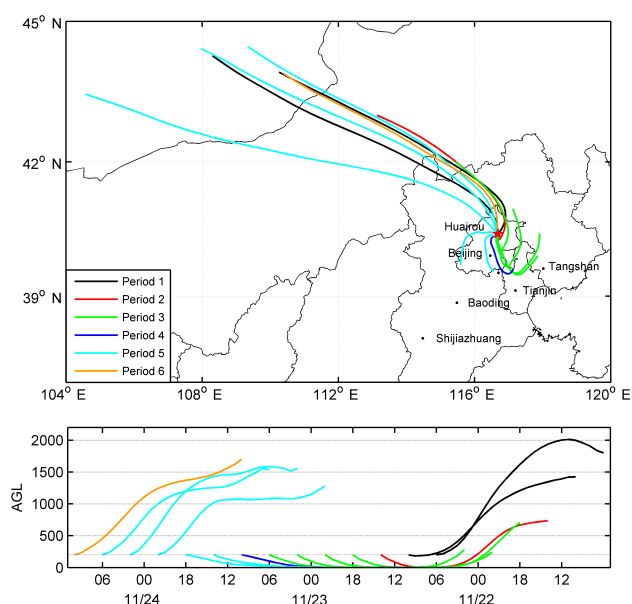 45° N
42° N
39° N
Huairou
Beijing
Tangshan
Tianjin
Baoding
Shijiazhuang
Period 1
Period 2
Period 3
Period 4
Period 5
Period 6
104° E 108° E 112° E 116° E 120° E
AGL
2000
1500
1000
500
200
0
06 00 18 12 06 00 18 12 06 00 18 12
11/24 11/23 11/22